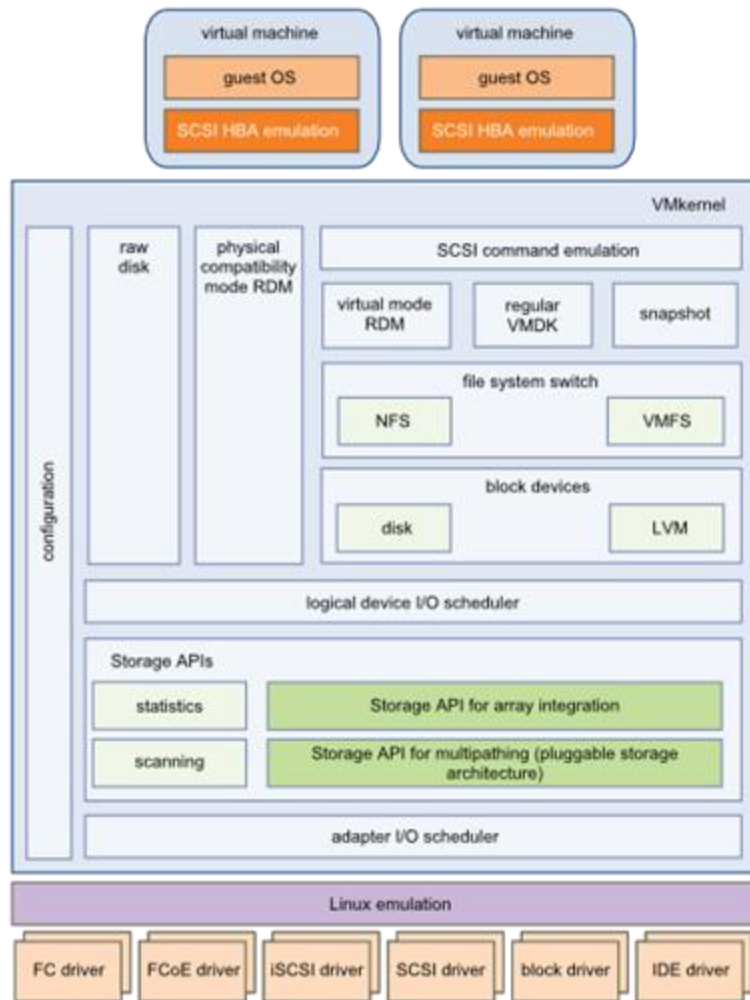 virtual machine
guest OS
SCSI HBA emulation
virtual machine
guest OS
SCSI HBA emulation
VMkernel
configuration
raw
disk
physical
compatibility
mode RDM
SCSI command emulation
virtual mode
RDM
regular
VMDK
snapshot
file system switch
NFS
VMFS
block devices
disk
LVM
logical device I/O scheduler
Storage APIs
statistics
Storage API for array integration
scanning
Storage API for multipathing (pluggable storage
architecture)
adapter I/O scheduler
Linux emulation
FC driver
FCoE driver
iSCSI driver
SCSI driver
block driver
IDE driver